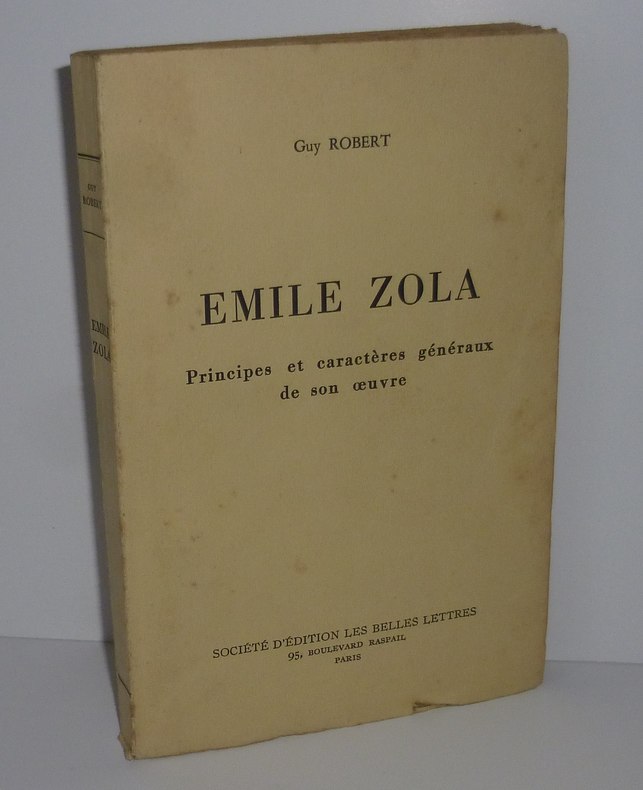 Guy ROBERT
EMILE ZOLA
Principes et caractères généraux
de son œuvre
SOCIÉTÉ D'ÉDITION LES BELLES LETTRES
95, BOULEVARD RASPAIL
PARIS
GUY
ROBERT
EMILE
ZOLA